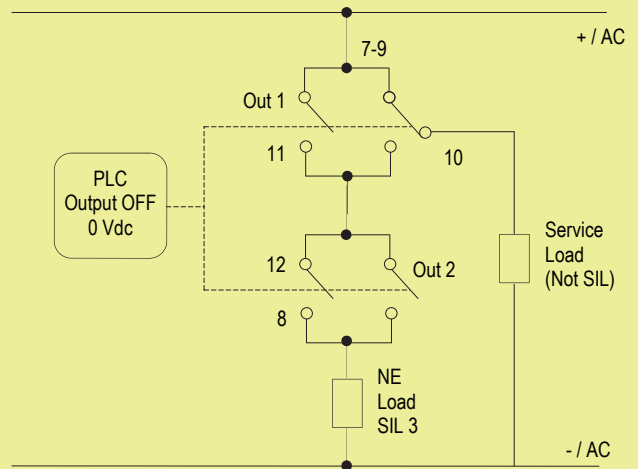 + / AC
7-9
Out 1
11
10
PLC
Output OFF
0 Vdc
Service
Load
(Not SIL)
12
Out 2
8
NE
Load
SIL 3
- / AC